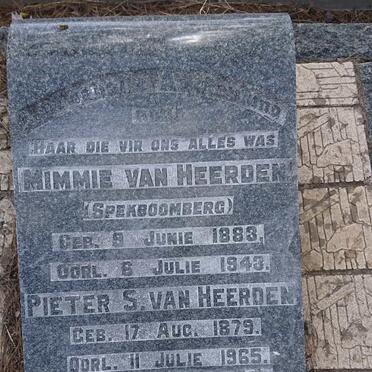 HAAR DIE VIR ONS ALLES WAS
MIMMIE VAN HEERDEN
(SPEKBOOMBERG)
GEB. 9 JUNIE 1883.
OORL. 6 JULIE 1943.
PIETER S. VAN HEERDEN
GEB. 17 AUG. 1879.
OORL. 11 JULIE 1965.